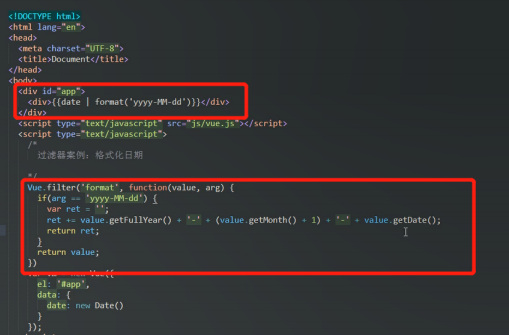 <!DOCTYPE html>
<html lang="en">
<head>
<meta charset="UTF-8">
<title>Document</title>
</head>
<body>
<div id="app">
<div>{{date | format('yyyy-MM-dd')}}</div>
</div>
<script type="text/javascript" src="js/vue.js"></script>
<script type="text/javascript">
/*
过滤器案例：格式化日期
*/
Vue.filter('format', function(value, arg) {
if(arg == 'yyyy-MM-dd') {
var ret = '';
ret += value.getFullYear() + '-' + (value.getMonth() + 1) + '-' + value.getDate();
return ret;
}
return value;
})
new Vue({
el: '#app',
data: {
date: new Date()
}
});